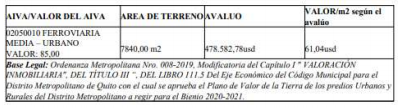 AIVA/VALOR DEL AIVA AREA DE TERRENO AVALUO VALOR/m2 según el avalúo
02050010 FERROVIARIA
MEDIA – URBANO
VALOR: 85,00
7840,00 m2 478.582,78usd 61,04usd
Base Legal: Ordenanza Metropolitana Nro. 008-2019, Modificatoria del Capítulo I " VALORACIÓN
INMOBILIARIA", DEL TÍTULO III ", DEL LIBRO 111.5 Del Eje Económico del Código Municipal para el
Distrito Metropolitano de Quito con el cual se aprueba el Plano de Valor de la Tierra de los predios Urbanos y
Rurales del Distrito Metropolitano a regir para el Bienio 2020-2021.